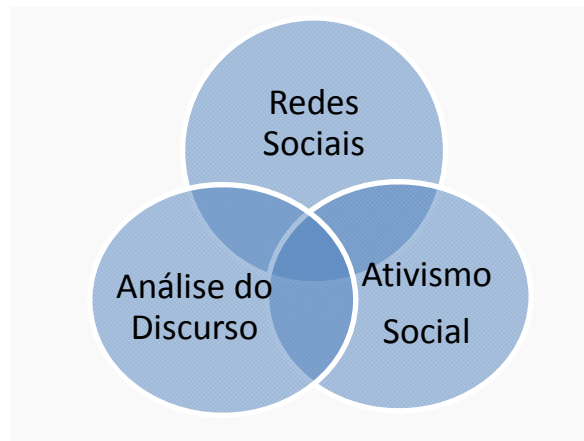 Redes
Sociais
Análise do
Discurso
Ativismo
Social